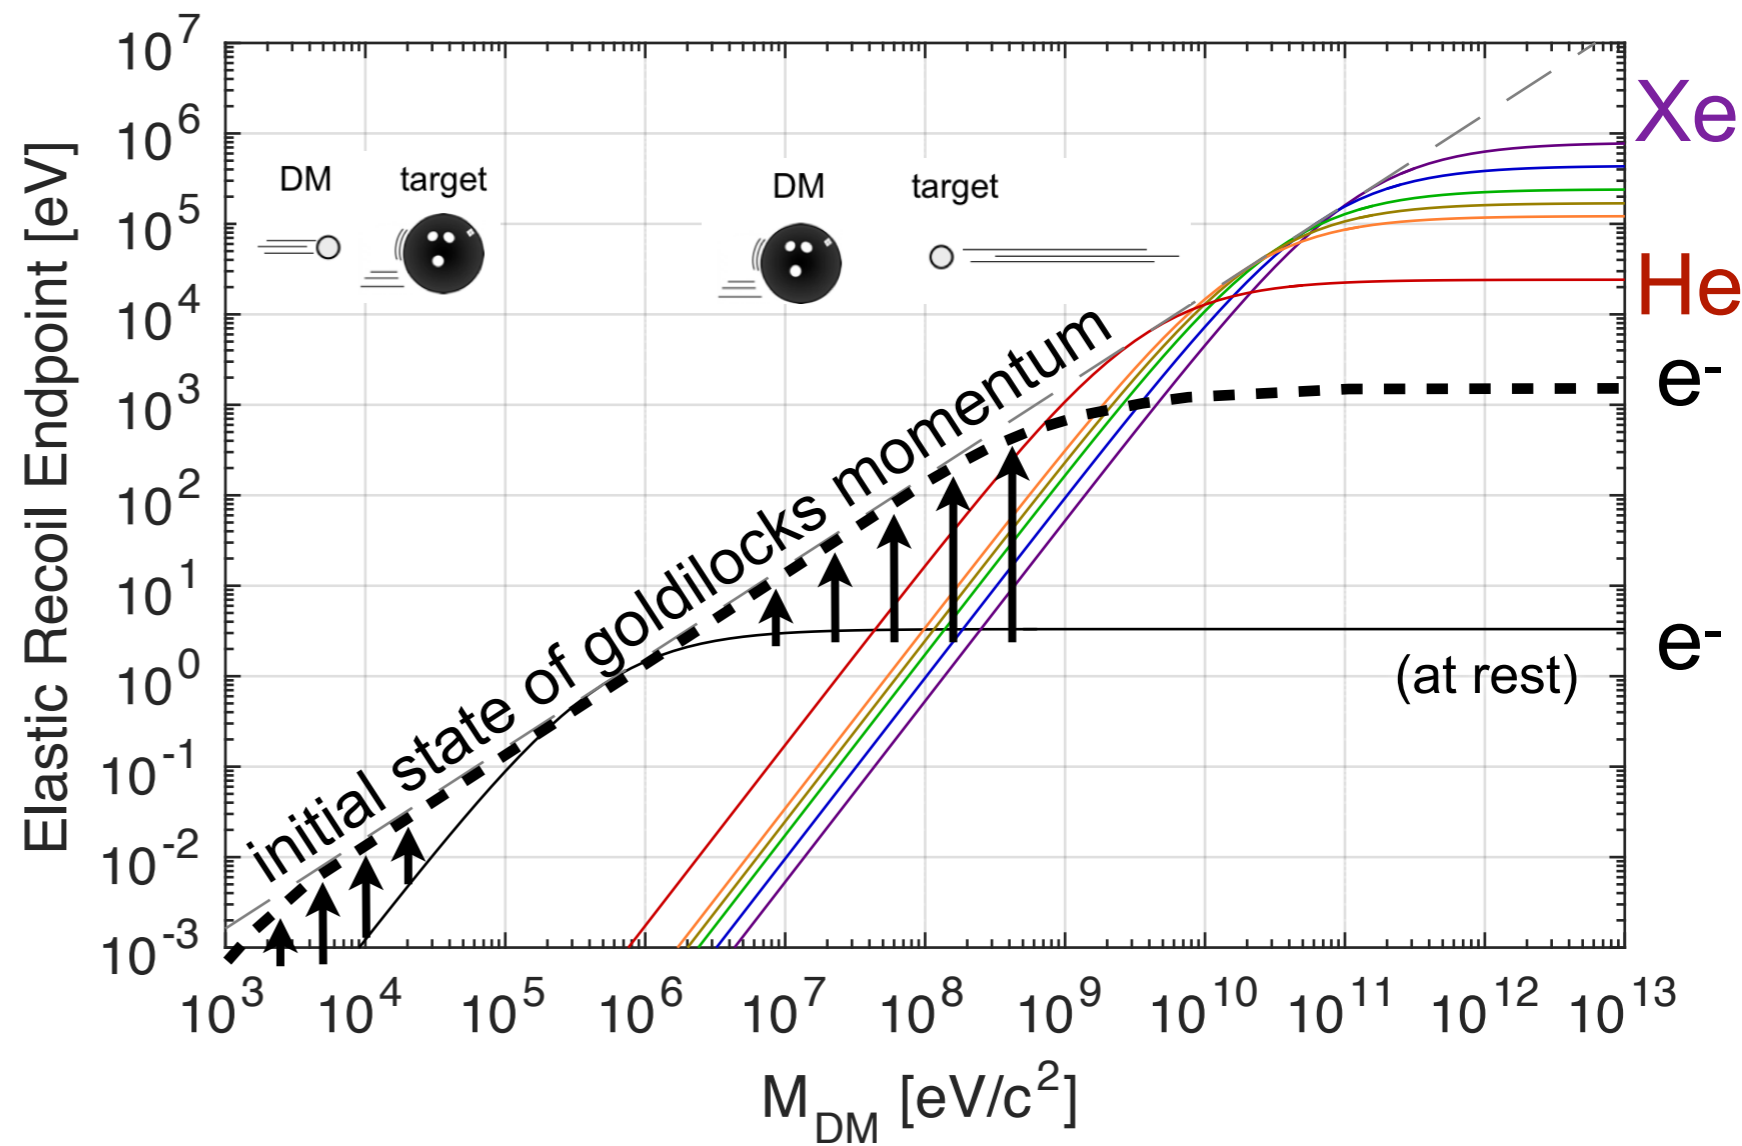 Elastic Recoil Endpoint [eV]
10^7
10^6
10^5
10^4
10^3
10^2
10^1
10^0
10^-1
10^-2
10^-3
DM target
DM target
initial state of goldilocks momentum
Xe
He
e-
e-
(at rest)
10^3 10^4 10^5 10^6 10^7 10^8 10^9 10^10 10^11 10^12 10^13
M_DM [eV/c^2]